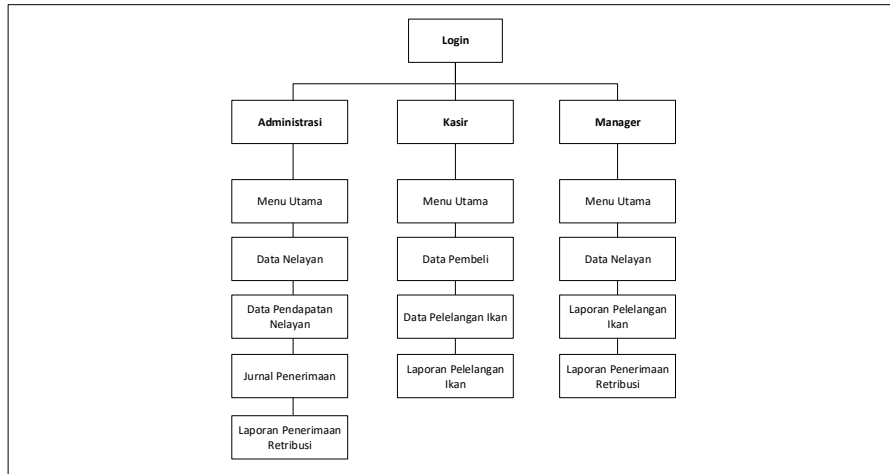 Login
Administrasi
Kasir
Manager
Menu Utama
Menu Utama
Menu Utama
Data Nelayan
Data Pembeli
Data Nelayan
Data Pendapatan
Nelayan
Data Pelelangan Ikan
Laporan Pelelangan
Ikan
Jurnal Penerimaan
Laporan Pelelangan
Ikan
Laporan Penerimaan
Retribusi
Laporan Penerimaan
Retribusi